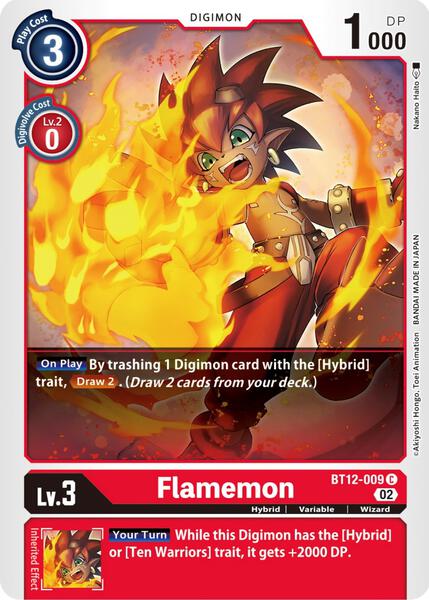 DIGIMON
Play Cost
3
1000
DP
Digivolve Cost
Lv.2
0
Nakano Haito
©Akiyoshi Hongo, Toei Animation BANDAI MADE IN JAPAN
On Play By trashing 1 Digimon card with the [Hybrid]
trait, Draw 2 . (Draw 2 cards from your deck.)
Lv.3
Flamemon
BT12-009 C
02
Hybrid | Variable | Wizard
Inherited Effect
Your Turn While this Digimon has the [Hybrid]
or [Ten Warriors] trait, it gets +2000 DP.